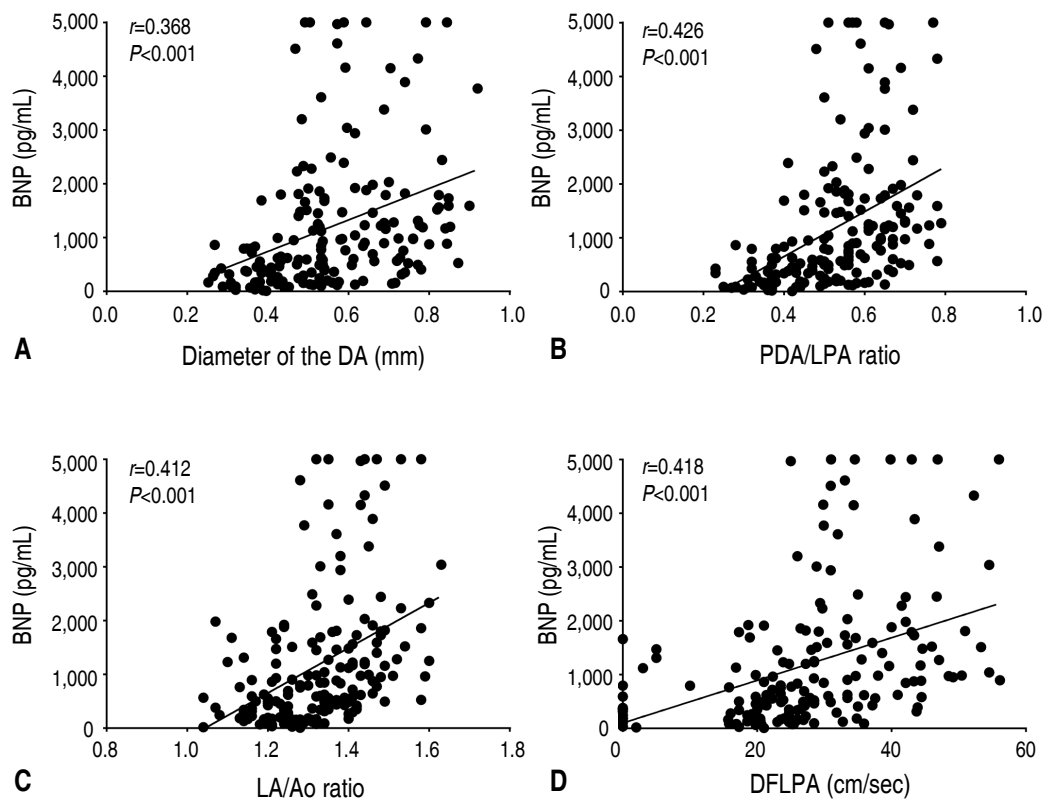 5,000
4,000
3,000
2,000
1,000
0
BNP (pg/mL)
r=0.368
P<0.001
0.0 0.2 0.4 0.6 0.8 1.0
A
Diameter of the DA (mm)
5,000
4,000
3,000
2,000
1,000
0
BNP (pg/mL)
r=0.426
P<0.001
0.0 0.2 0.4 0.6 0.8 1.0
B
PDA/LPA ratio
5,000
4,000
3,000
2,000
1,000
0
BNP (pg/mL)
r=0.412
P<0.001
0.8 1.0 1.2 1.4 1.6 1.8
C
LA/Ao ratio
5,000
4,000
3,000
2,000
1,000
0
BNP (pg/mL)
r=0.418
P<0.001
0 20 40 60
D
DFLPA (cm/sec)